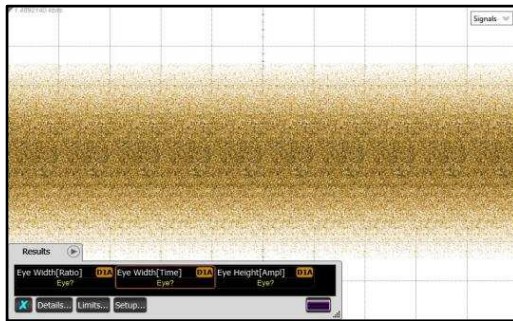 Signals
Results
Eye Width[Ratio] D1A Eye Width[Time] D1A Eye Height[Ampl] D1A
Eye? Eye? Eye?
X Details... Limits... Setup...